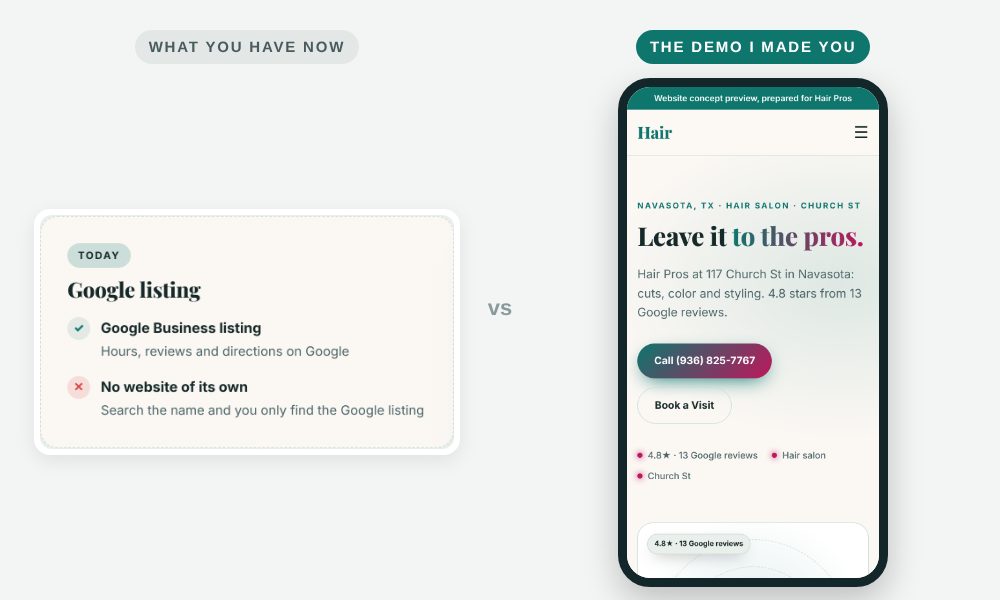 WHAT YOU HAVE NOW
TODAY
Google listing
Google Business listing
Hours, reviews and directions on Google
No website of its own
Search the name and you only find the Google listing
vs
THE DEMO I MADE YOU
Website concept preview, prepared for Hair Pros
Hair
NAVASOTA, TX · HAIR SALON · CHURCH ST
Leave it to the pros.
Hair Pros at 117 Church St in Navasota:
cuts, color and styling. 4.8 stars from 13
Google reviews.
Call (936) 825-7767
Book a Visit
4.8★ · 13 Google reviews
Hair salon
Church St
4.8★ · 13 Google reviews